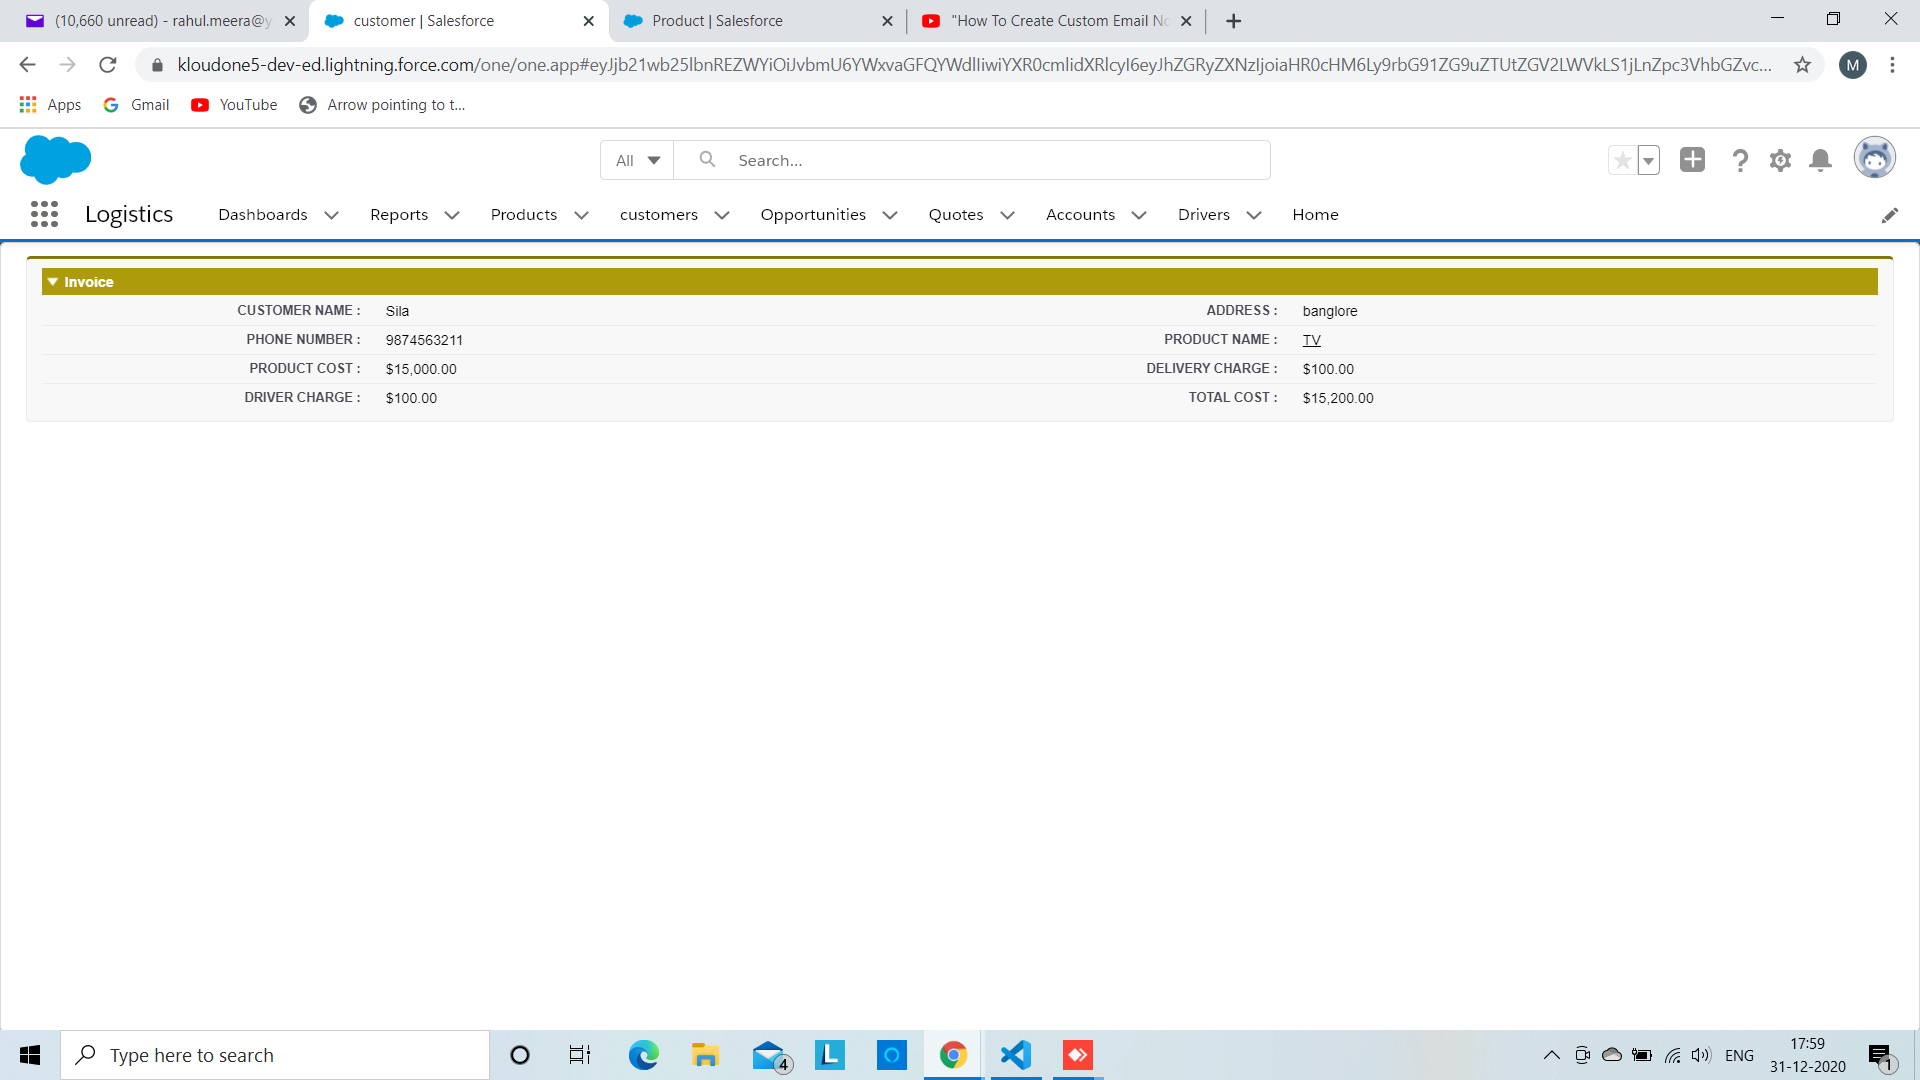 (10,660 unread) - rahul.meera@y
customer | Salesforce
Product | Salesforce
"How To Create Custom Email No
kloudone5-dev-ed.lightning.force.com/one/one.app#eyJjb21wb25lbnREZWYiOiJvbmU6YWxvaGFQYWdlIiwiYXR0cmlidXRlcyI6eyJhZGRyZXNzIjoiaHR0cHM6Ly9rbG91ZG9uZTUtZGV2LWVkLS1jLnZpc3VhbGZvc...
M
Apps Gmail YouTube Arrow pointing to t...
All Search...
Logistics Dashboards Reports Products customers Opportunities Quotes Accounts Drivers Home
Invoice
CUSTOMER NAME : Sila ADDRESS : banglore
PHONE NUMBER : 9874563211 PRODUCT NAME : TV
PRODUCT COST : $15,000.00 DELIVERY CHARGE : $100.00
DRIVER CHARGE : $100.00 TOTAL COST : $15,200.00
Type here to search
4
L
ENG
17:59
31-12-2020
1